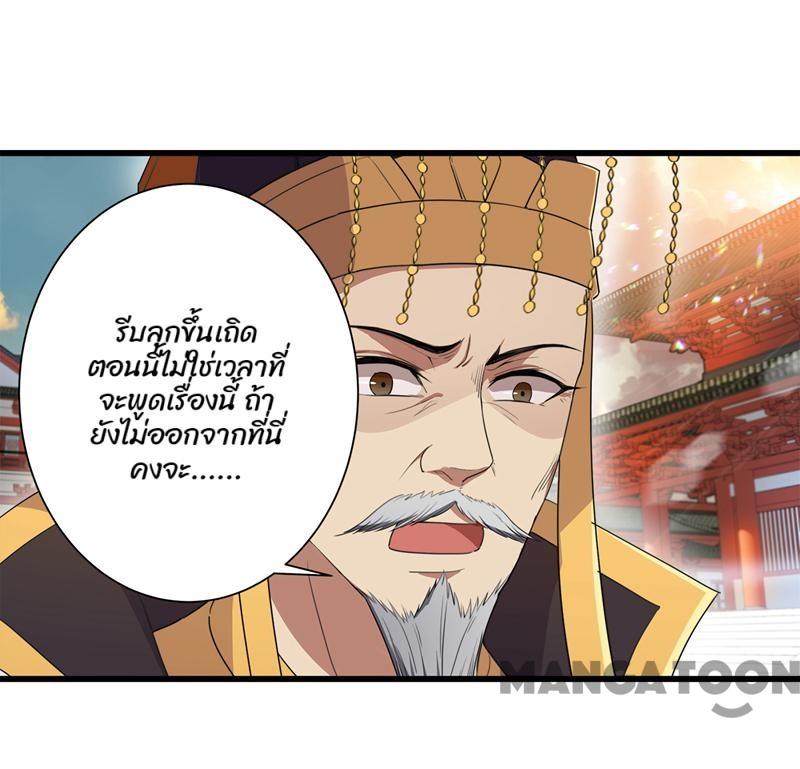 รีบลุกขึ้นเถิด
ตอนนี้ไม่ใช่เวลาที่
จะพูดเรื่องนี้ ถ้า
ยังไม่ออกจากที่นี่
คงจะ......
MANGATOON